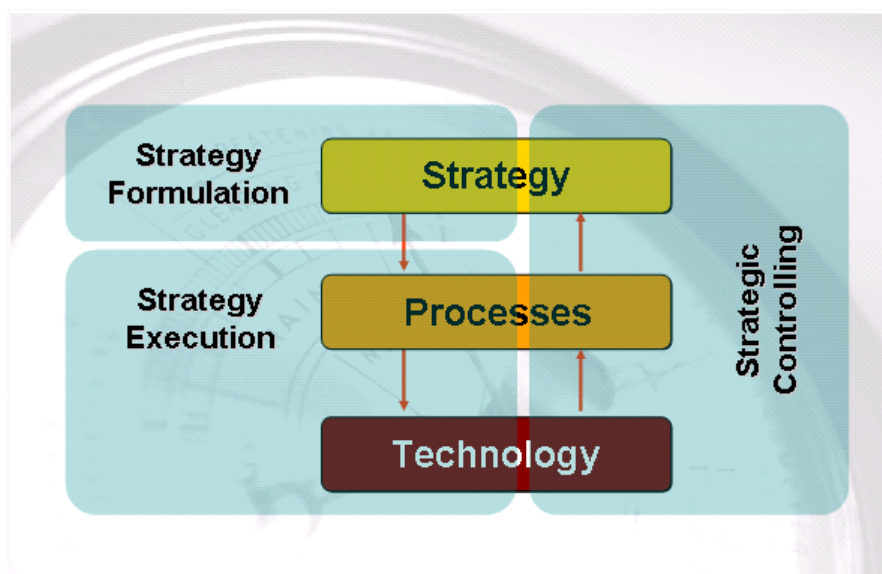 Strategy
Formulation
Strategy
Strategy
Execution
Processes
Technology
Strategic
Controlling